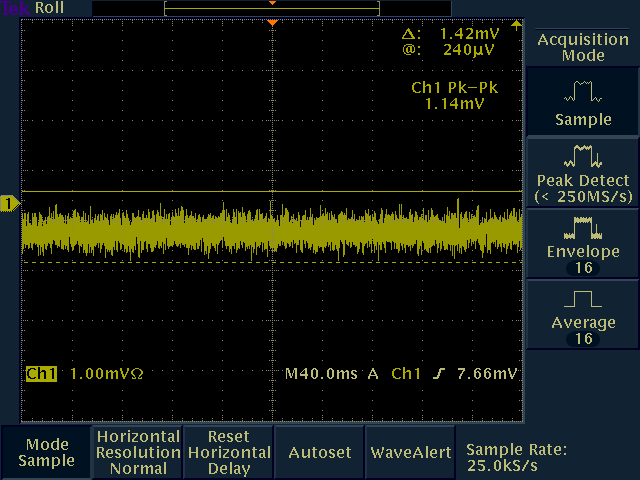 Tek Roll
Δ: 1.42mV
@: 240µV
Ch1 Pk-Pk
1.14mV
1
Ch1 1.00mVΩ M40.0ms A Ch1 7.66mV
Acquisition
Mode
Sample
Peak Detect
(< 250MS/s)
Envelope
16
Average
16
Mode
Sample
Horizontal
Resolution
Normal
Reset
Horizontal
Delay
Autoset
WaveAlert
Sample Rate:
25.0kS/s